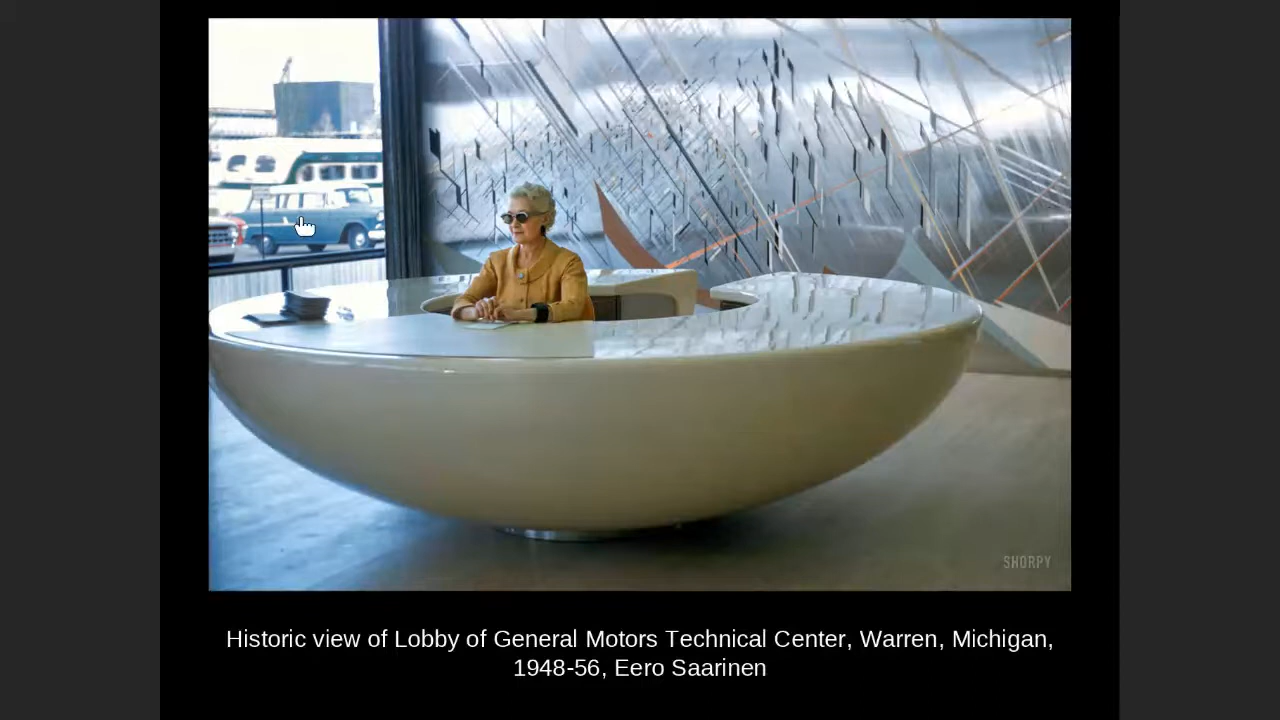 SHORPY
Historic view of Lobby of General Motors Technical Center, Warren, Michigan,
1948-56, Eero Saarinen